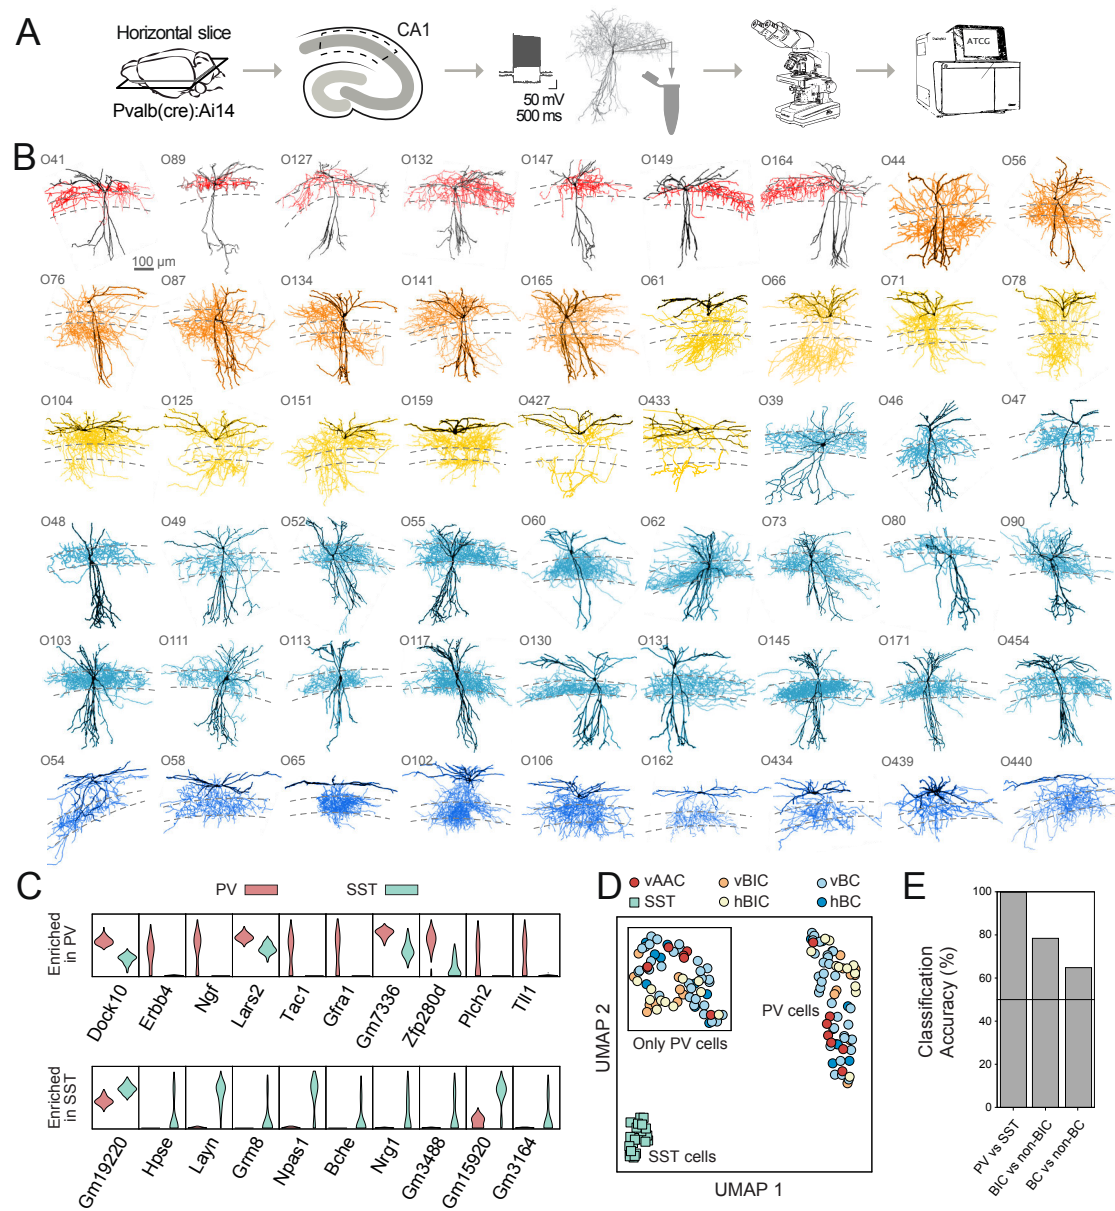 A
Horizontal slice
Pvalb(cre):Ai14
CA1
50 mV
500 ms
ATCG
B
O41 O89 O127 O132 O147 O149 O164 O44 O56
100 µm
O76 O87 O134 O141 O165 O61 O66 O71 O78
O104 O125 O151 O159 O427 O433 O39 O46 O47
O48 O49 O52 O55 O60 O62 O73 O80 O90
O103 O111 O113 O117 O130 O131 O145 O171 O454
O54 O58 O65 O102 O106 O162 O434 O439 O440
C
PV SST
Enriched
in PV
Dock10 Erbb4 Ngf Lars2 Tac1 Gfra1 Gm7336 Zfp280d Plch2 Tll1
Enriched
in SST
Gm19220 Hpse Layn Grm8 Npas1 Bche Nrg1 Gm3488 Gm15920 Gm3164
D
vAAC vBIC vBC
SST hBIC hBC
UMAP 2
Only PV cells
PV cells
SST cells
UMAP 1
E
Classification
Accuracy (%)
100
80
60
40
20
0
PV vs SST
BIC vs non-BIC
BC vs non-BC